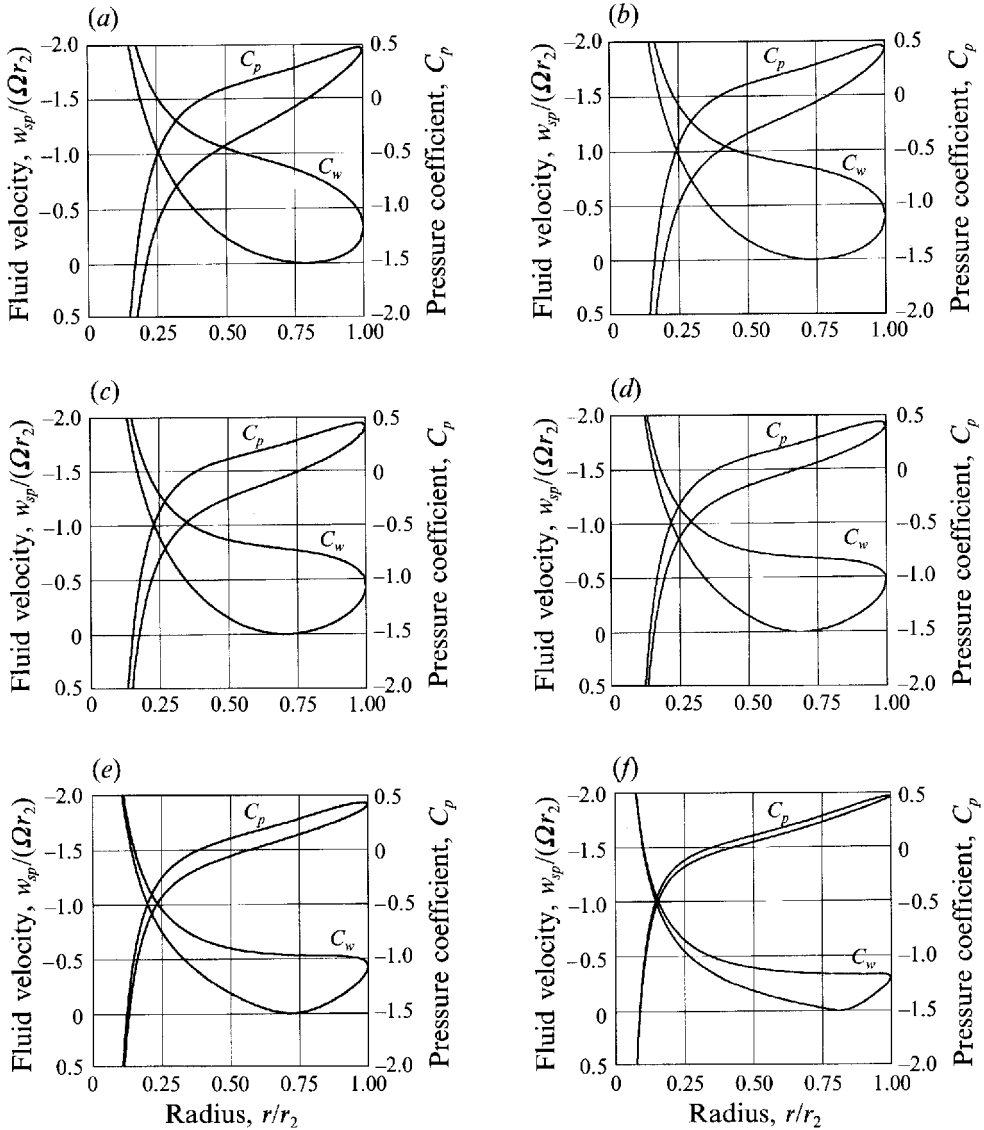 (a)
Fluid velocity, w_sp/(Ωr_2)
-2.0
-1.5
-1.0
-0.5
0
0.5
C_p
C_w
0.5
0
-0.5
-1.0
-1.5
-2.0
Pressure coefficient, C_p
0 0.25 0.50 0.75 1.00
(b)
Fluid velocity, w_sp/(Ωr_2)
-2.0
-1.5
1.0
-0.5
0
0.5
C_p
C_w
0.5
0
-0.5
-1.0
-1.5
-2.0
Pressure coefficient, C_p
0 0.25 0.50 0.75 1.00
(c)
Fluid velocity, w_sp/(Ωr_2)
-2.0
-1.5
-1.0
-0.5
0
0.5
C_p
C_w
0.5
0
-0.5
-1.0
-1.5
-2.0
Pressure coefficient, C_p
0 0.25 0.50 0.75 1.00
(d)
Fluid velocity, w_sp/(Ωr_2)
-2.0
-1.5
-1.0
-0.5
0
0.5
C_p
C_w
0.5
0
-0.5
-1.0
-1.5
-2.0
Pressure coefficient, C_p
0 0.25 0.50 0.75 1.00
(e)
Fluid velocity, w_sp/(Ωr_2)
-2.0
-1.5
-1.0
-0.5
0
0.5
C_p
C_w
0.5
0
-0.5
-1.0
-1.5
-2.0
Pressure coefficient, C_p
0 0.25 0.50 0.75 1.00
Radius, r/r_2
(f)
Fluid velocity, w_sp/(Ωr_2)
-2.0
-1.5
-1.0
-0.5
0
0.5
C_p
C_w
0.5
0
-0.5
-1.0
-1.5
-2.0
Pressure coefficient, C_p
0 0.25 0.50 0.75 1.00
Radius, r/r_2